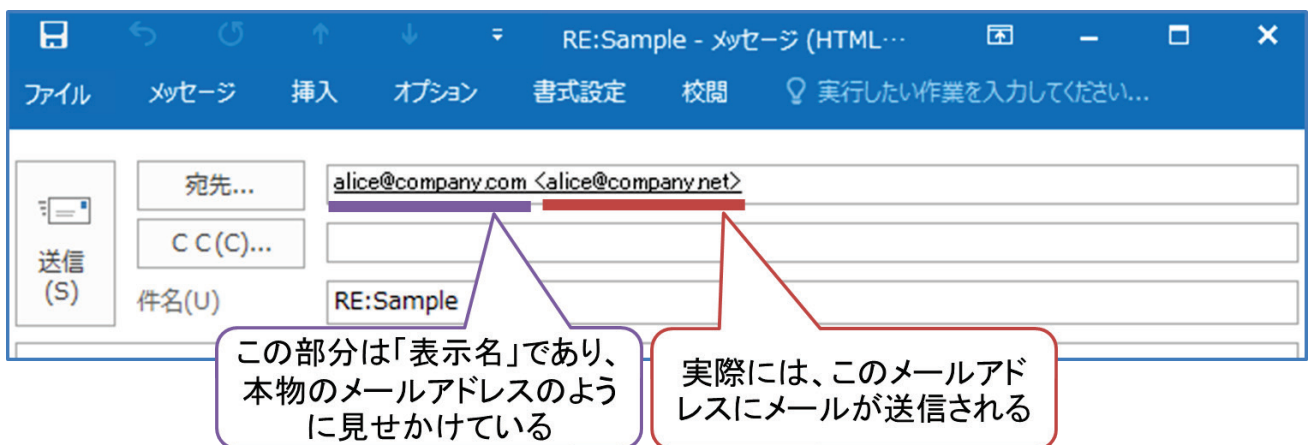 RE:Sample - メッセージ (HTML…
ファイル メッセージ 挿入 オプション 書式設定 校閲 実行したい作業を入力してください...
宛先... alice@company.com <alice@company.net>
送信
(S)
C C(C)...
件名(U) RE:Sample
この部分は「表示名」であり、
本物のメールアドレスのよう
に見せかけている
実際には、このメールアド
レスにメールが送信される